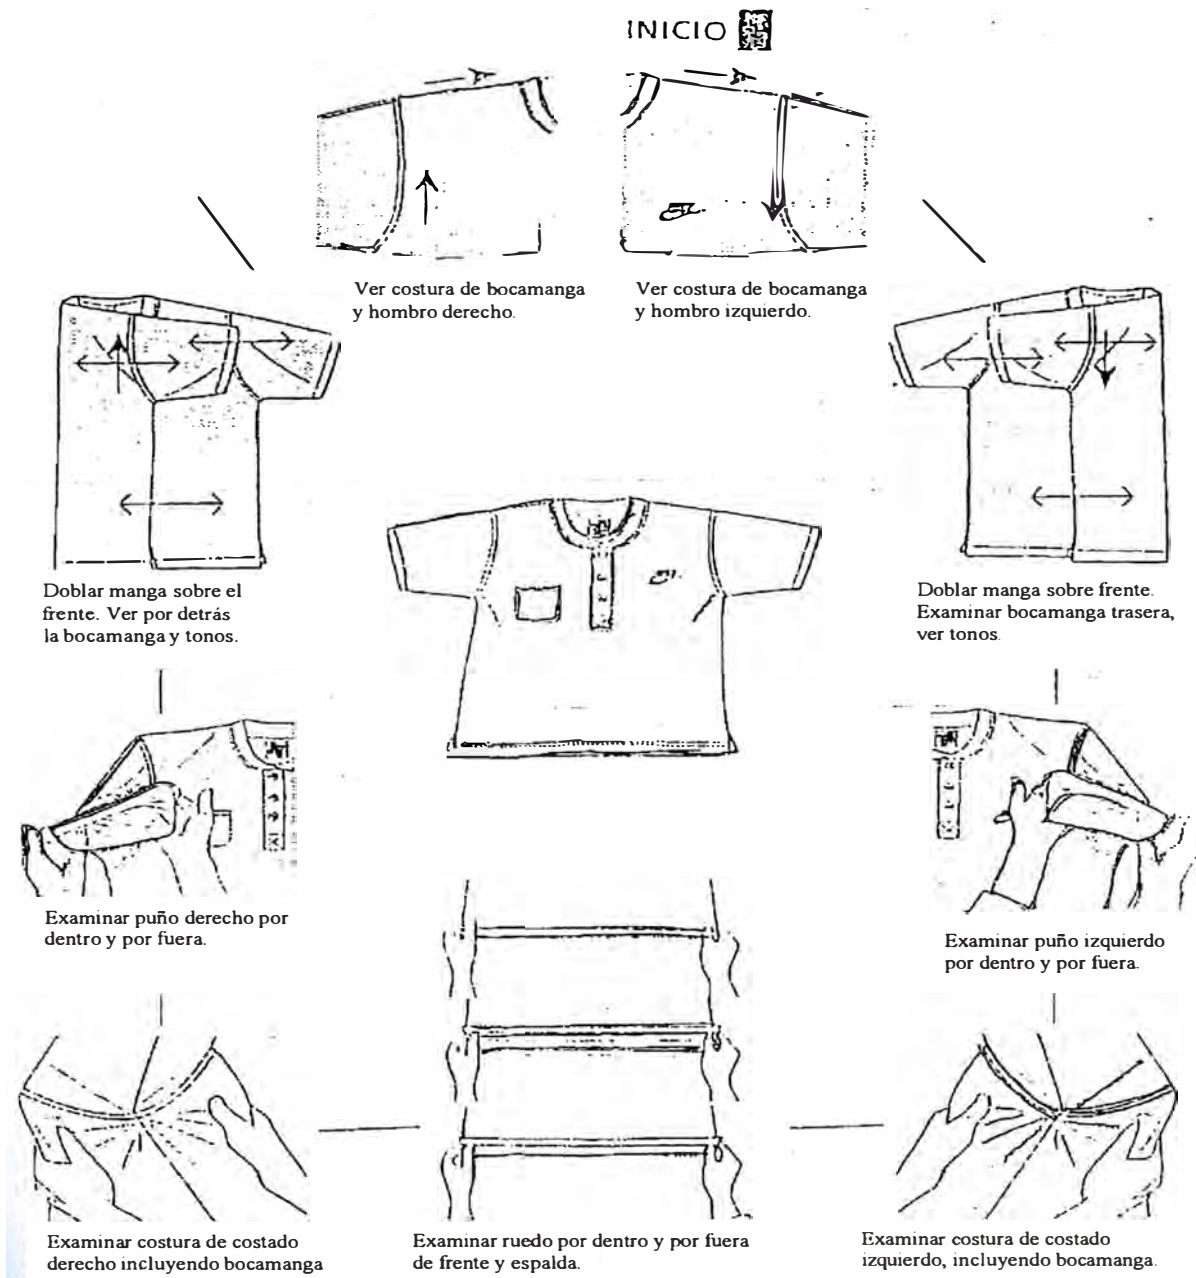 INICIO
Ver costura de bocamanga
y hombro derecho.
Ver costura de bocamanga
y hombro izquierdo.
Doblar manga sobre el
frente. Ver por detrás
la bocamanga y tonos.
Doblar manga sobre frente.
Examinar bocamanga trasera,
ver tonos.
Examinar puño derecho por
dentro y por fuera.
Examinar puño izquierdo
por dentro y por fuera.
Examinar costura de costado
derecho incluyendo bocamanga
Examinar ruedo por dentro y por fuera
de frente y espalda.
Examinar costura de costado
izquierdo, incluyendo bocamanga.